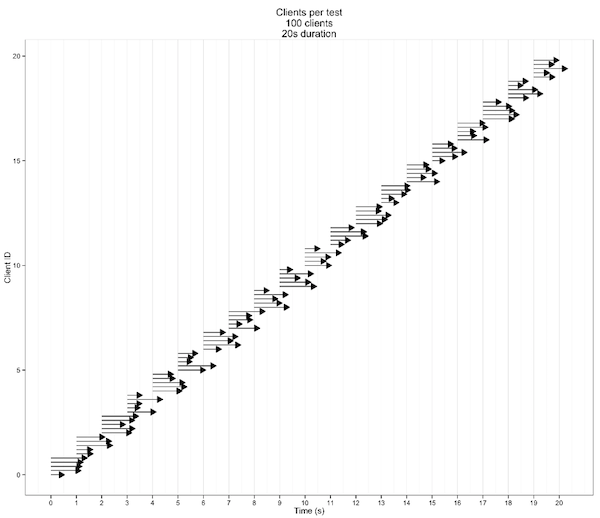 Clients per test
100 clients
20s duration
20
15
10
5
0
Client ID
0 1 2 3 4 5 6 7 8 9 10 11 12 13 14 15 16 17 18 19 20
Time (s)